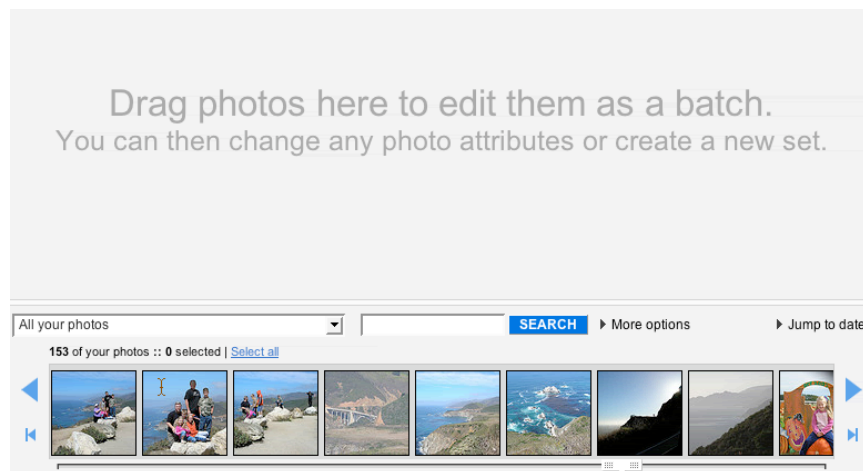 Drag photos here to edit them as a batch.
You can then change any photo attributes or create a new set.
All your photos SEARCH More options Jump to date
153 of your photos :: 0 selected | Select all